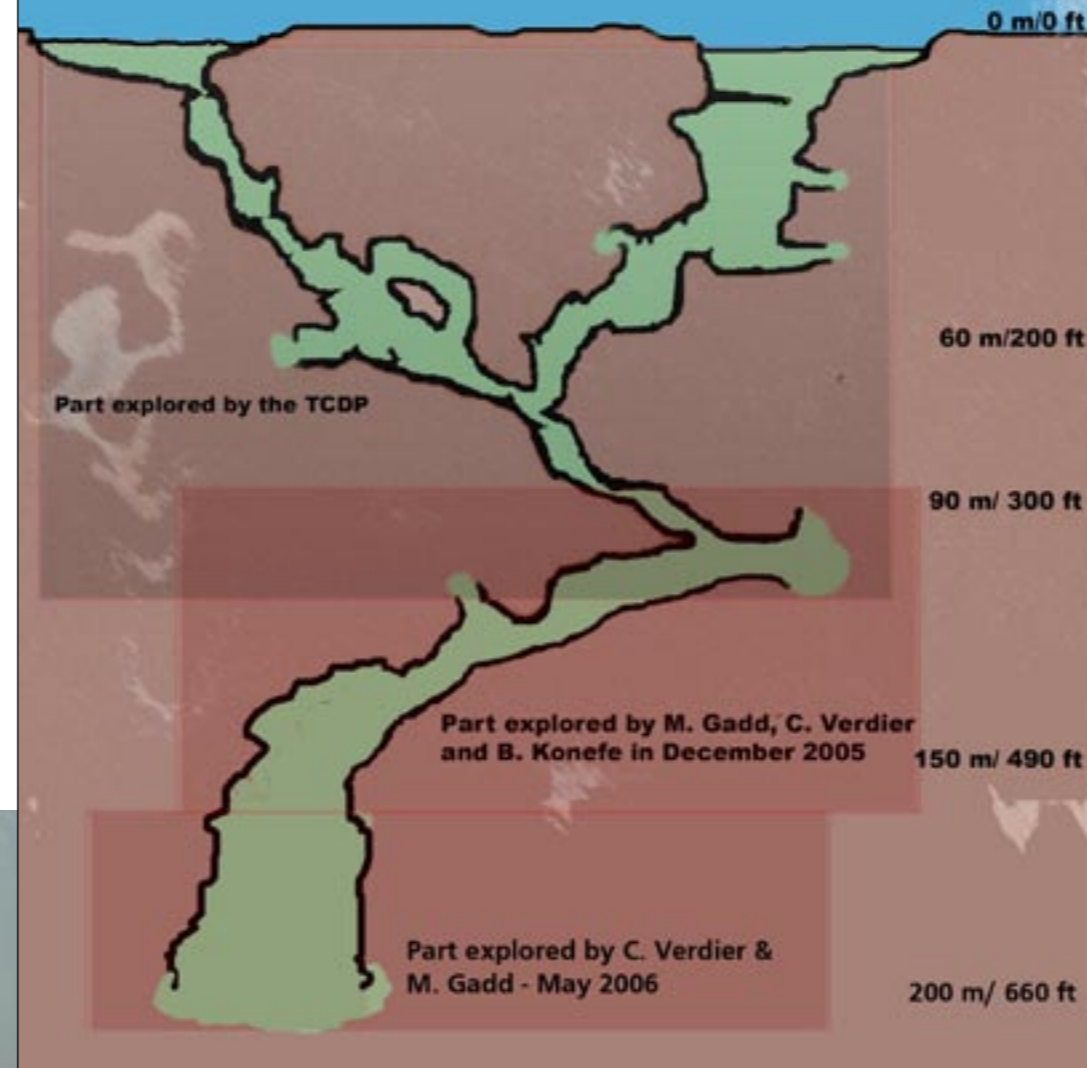 0 m/0 ft
60 m/200 ft
Part explored by the TCDP
90 m/ 300 ft
Part explored by M. Gadd, C. Verdier
and B. Konefe in December 2005
150 m/ 490 ft
Part explored by C. Verdier &
M. Gadd - May 2006
200 m/ 660 ft